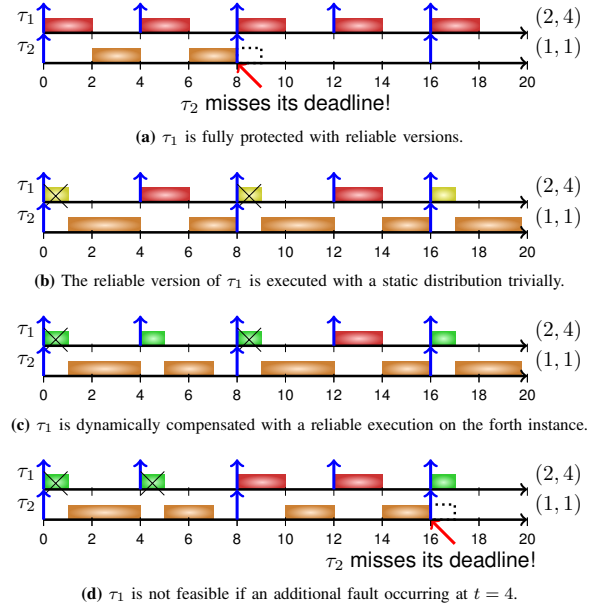 τ1 (2, 4)
τ2 (1, 1)
0 2 4 6 8 10 12 14 16 18 20
τ2 misses its deadline!
(a) τ1 is fully protected with reliable versions.
τ1 (2, 4)
τ2 (1, 1)
0 2 4 6 8 10 12 14 16 18 20
(b) The reliable version of τ1 is executed with a static distribution trivially.
τ1 (2, 4)
τ2 (1, 1)
0 2 4 6 8 10 12 14 16 18 20
(c) τ1 is dynamically compensated with a reliable execution on the forth instance.
τ1 (2, 4)
τ2 (1, 1)
0 2 4 6 8 10 12 14 16 18 20
τ2 misses its deadline!
(d) τ1 is not feasible if an additional fault occurring at t = 4.